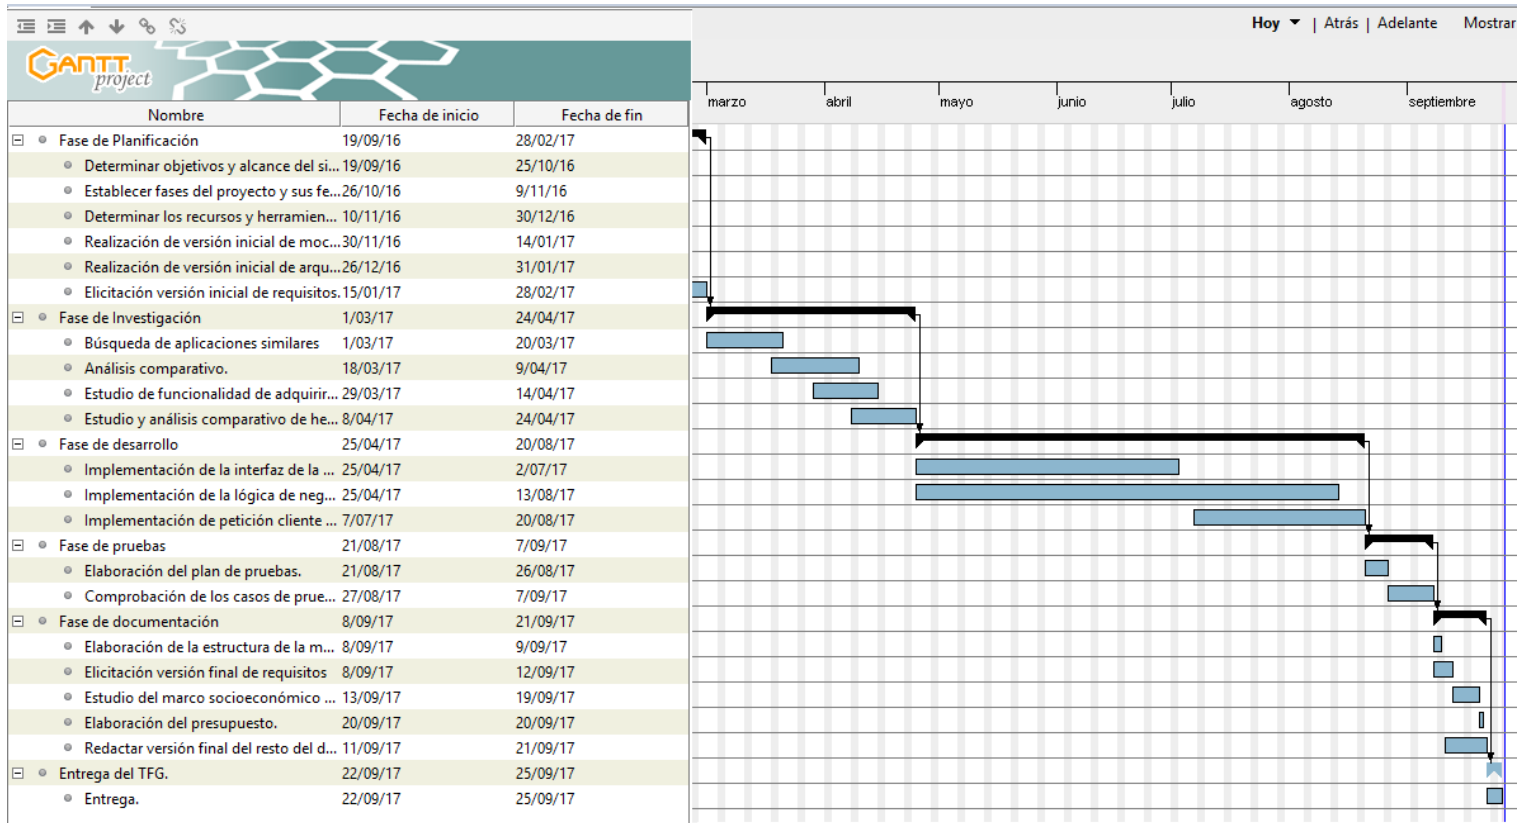 Hoy ▼ | Atrás | Adelante Mostrar
GANTT
project
marzo abril mayo junio julio agosto septiembre
Nombre Fecha de inicio Fecha de fin
Fase de Planificación 19/09/16 28/02/17
Determinar objetivos y alcance del si... 19/09/16 25/10/16
Establecer fases del proyecto y sus fe... 26/10/16 9/11/16
Determinar los recursos y herramien... 10/11/16 30/12/16
Realización de versión inicial de moc... 30/11/16 14/01/17
Realización de versión inicial de arqu... 26/12/16 31/01/17
Elicitación versión inicial de requisitos. 15/01/17 28/02/17
Fase de Investigación 1/03/17 24/04/17
Búsqueda de aplicaciones similares 1/03/17 20/03/17
Análisis comparativo. 18/03/17 9/04/17
Estudio de funcionalidad de adquirir... 29/03/17 14/04/17
Estudio y análisis comparativo de he... 8/04/17 24/04/17
Fase de desarrollo 25/04/17 20/08/17
Implementación de la interfaz de la ... 25/04/17 2/07/17
Implementación de la lógica de neg... 25/04/17 13/08/17
Implementación de petición cliente ... 7/07/17 20/08/17
Fase de pruebas 21/08/17 7/09/17
Elaboración del plan de pruebas. 21/08/17 26/08/17
Comprobación de los casos de prue... 27/08/17 7/09/17
Fase de documentación 8/09/17 21/09/17
Elaboración de la estructura de la m... 8/09/17 9/09/17
Elicitación versión final de requisitos 8/09/17 12/09/17
Estudio del marco socioeconómico ... 13/09/17 19/09/17
Elaboración del presupuesto. 20/09/17 20/09/17
Redactar versión final del resto del d... 11/09/17 21/09/17
Entrega del TFG. 22/09/17 25/09/17
Entrega. 22/09/17 25/09/17